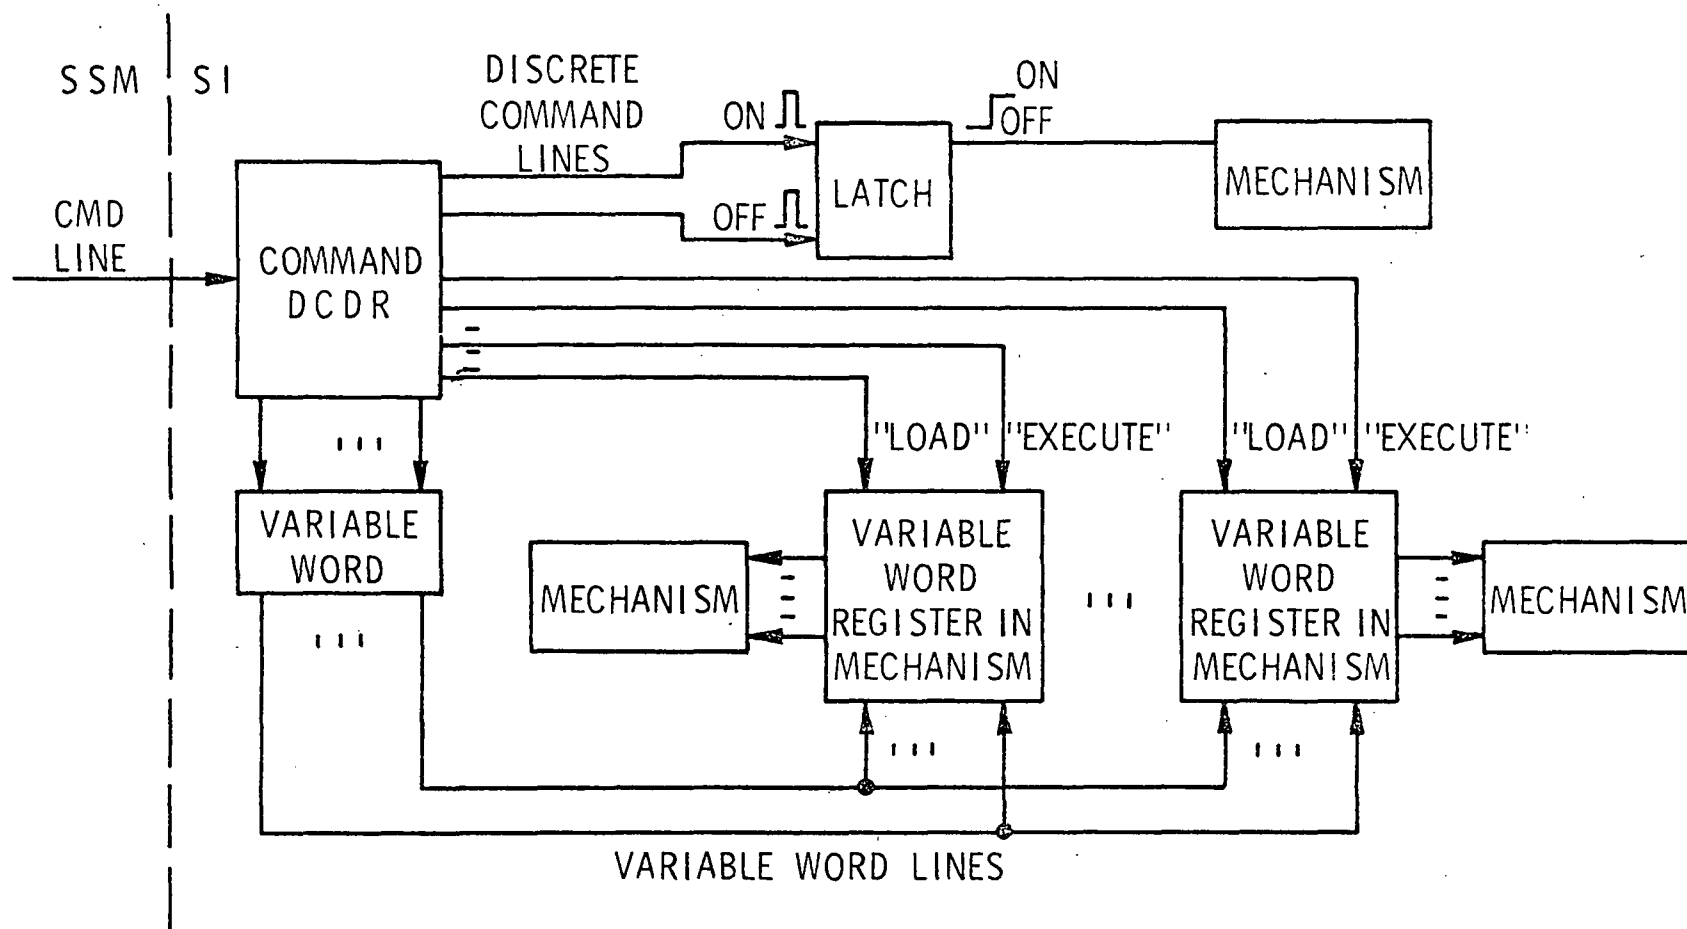 SSM
SI
DISCRETE
COMMAND
LINES
ON
OFF
LATCH
ON
OFF
MECHANISM
CMD
LINE
COMMAND
DCDR
"LOAD"
"EXECUTE"
"LOAD"
"EXECUTE"
VARIABLE
WORD
MECHANISM
VARIABLE
WORD
REGISTER IN
MECHANISM
VARIABLE
WORD
REGISTER IN
MECHANISM
MECHANISM
VARIABLE WORD LINES